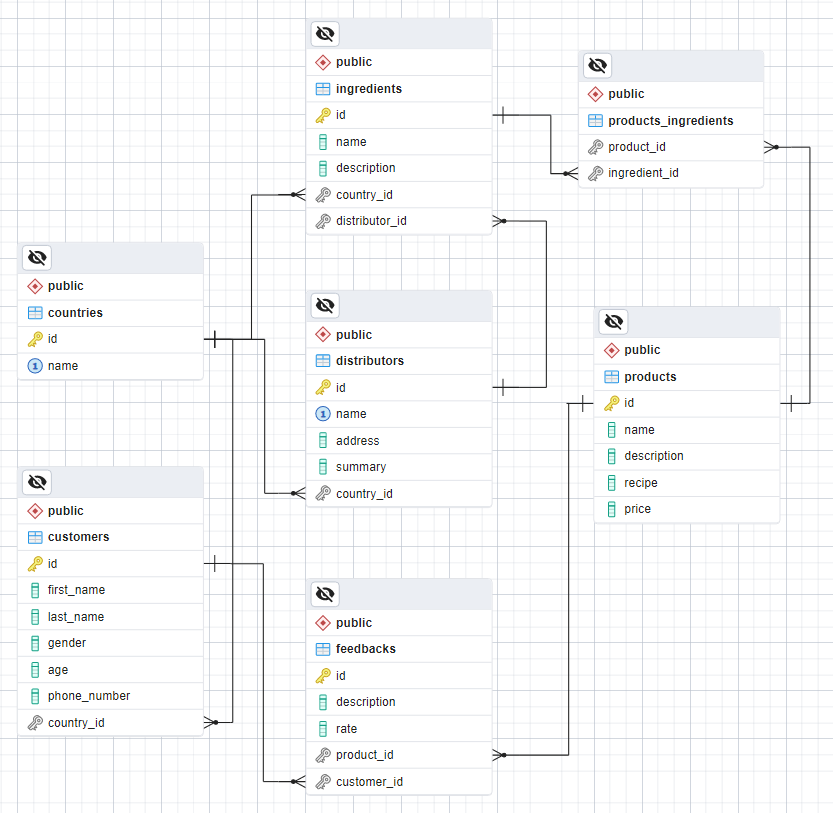 public
ingredients
id
name
description
country_id
distributor_id
public
products_ingredients
product_id
ingredient_id
public
countries
id
name
public
distributors
id
1 name
address
summary
country_id
public
products
id
name
description
recipe
price
public
customers
id
first_name
last_name
gender
age
phone_number
country_id
public
feedbacks
id
description
rate
product_id
customer_id